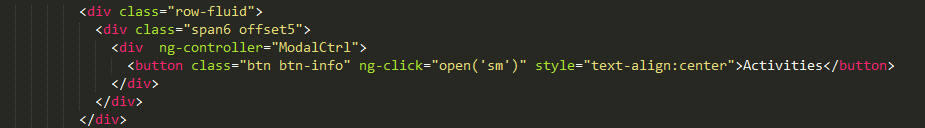 <div class="row-fluid">
<div class="span6 offset5">
<div  ng-controller="ModalCtrl">
<button class="btn btn-info" ng-click="open('sm')" style="text-align:center">Activities</button>
</div>
</div>
</div>